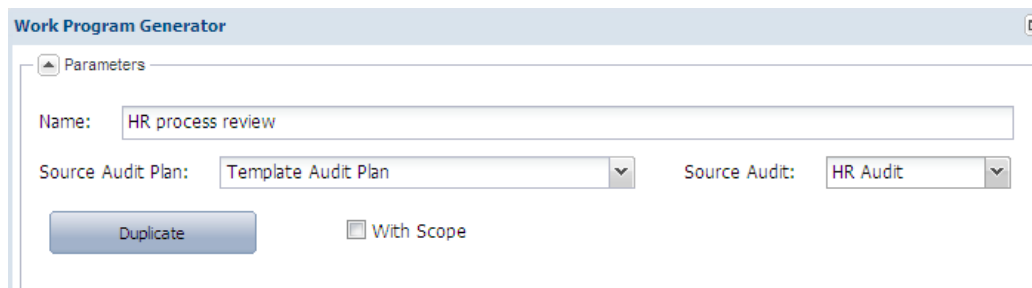 Work Program Generator
Parameters
Name: HR process review
Source Audit Plan: Template Audit Plan Source Audit: HR Audit
Duplicate With Scope